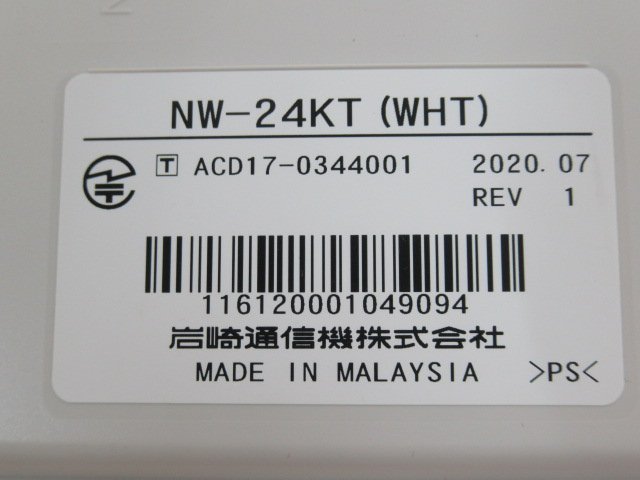 NW-24KT (WHT)
T ACD17-0344001 2020.07
REV 1
116120001049094
岩崎通信機株式会社
MADE IN MALAYSIA >PS<